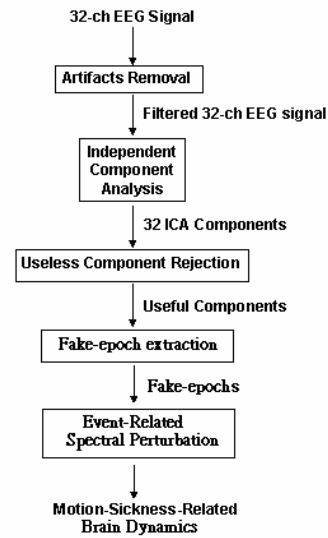 32-ch EEG Signal
Artifacts Removal
Filtered 32-ch EEG signal
Independent
Component
Analysis
32 ICA Components
Useless Component Rejection
Useful Components
Fake-epoch extraction
Fake-epochs
Event-Related
Spectral Perturbation
Motion-Sickness-Related
Brain Dynamics